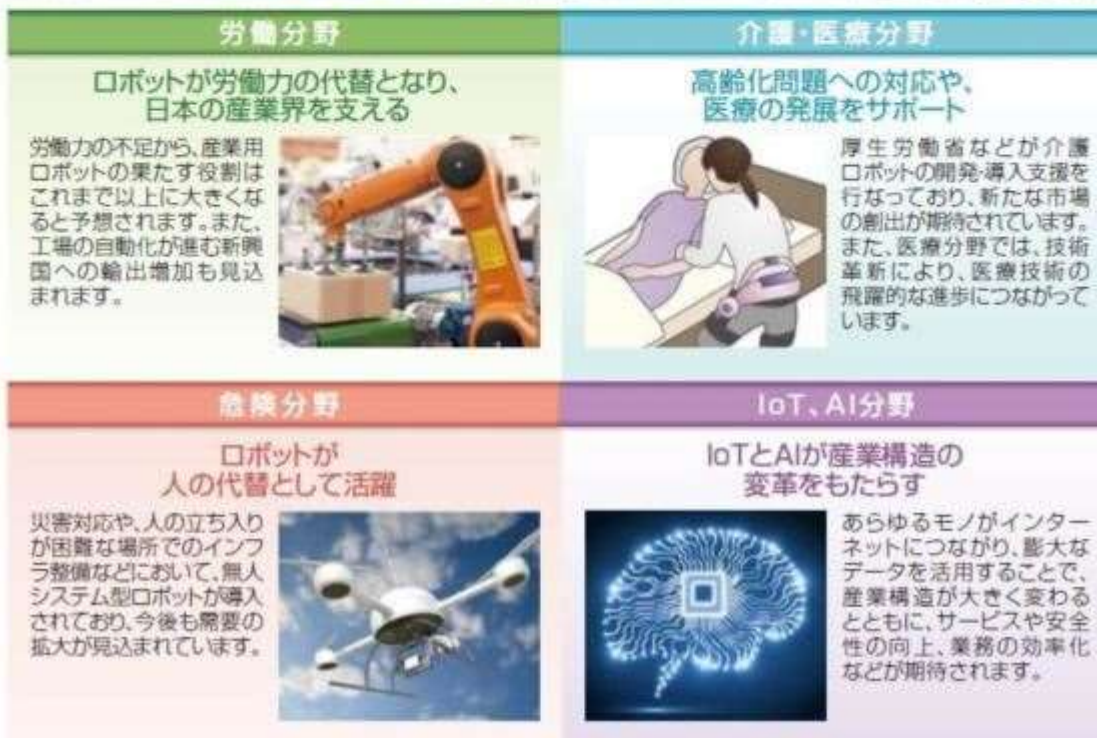 労働分野
ロボットが労働力の代替となり、
日本の産業界を支える
労働力の不足から、産業用
ロボットの果たす役割は
これまで以上に大きくな
ると予想されます。また、
工場の自動化が進む新興
国への輸出増加も見込
まれます。
介護・医療分野
高齢化問題への対応や、
医療の発展をサポート
厚生労働省などが介護
ロボットの開発・導入支援を
行なっており、新たな市場
の創出が期待されています。
また、医療分野では、技術
革新により、医療技術の
飛躍的な進歩につながって
います。
危険分野
ロボットが
人の代替として活躍
災害対応や、人の立ち入り
が困難な場所でのインフ
ラ整備などにおいて、無人
システム型ロボットが導入
されており、今後も需要の
拡大が見込まれています。
IoT、AI分野
IoTとAIが産業構造の
変革をもたらす
あらゆるモノがインター
ネットにつながり、膨大な
データを活用することで、
産業構造が大きく変わる
とともに、サービスや安全
性の向上、業務の効率化
などが期待されます。